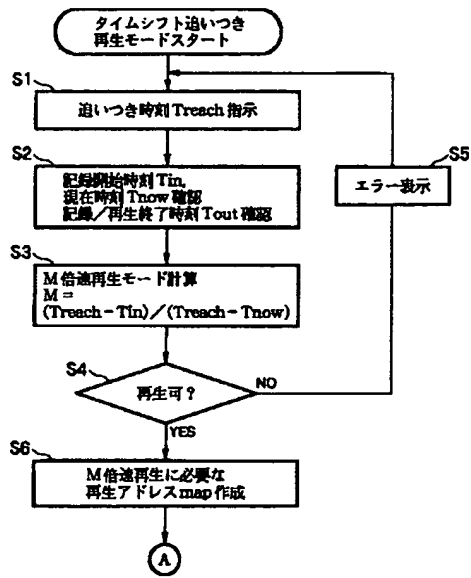 タイムシフト追いつき
再生モードスタート
S1
追いつき時刻Treach指示
S2
記録開始時刻Tin,
現在時刻Tnow確認
記録／再生終了時刻Tout確認
S5
エラー表示
S3
M倍速再生モード計算
M＝
(Treach－Tin)／(Treach－Tnow)
S4
再生可？
NO
YES
S6
M倍速再生に必要な
再生アドレスmap作成
A